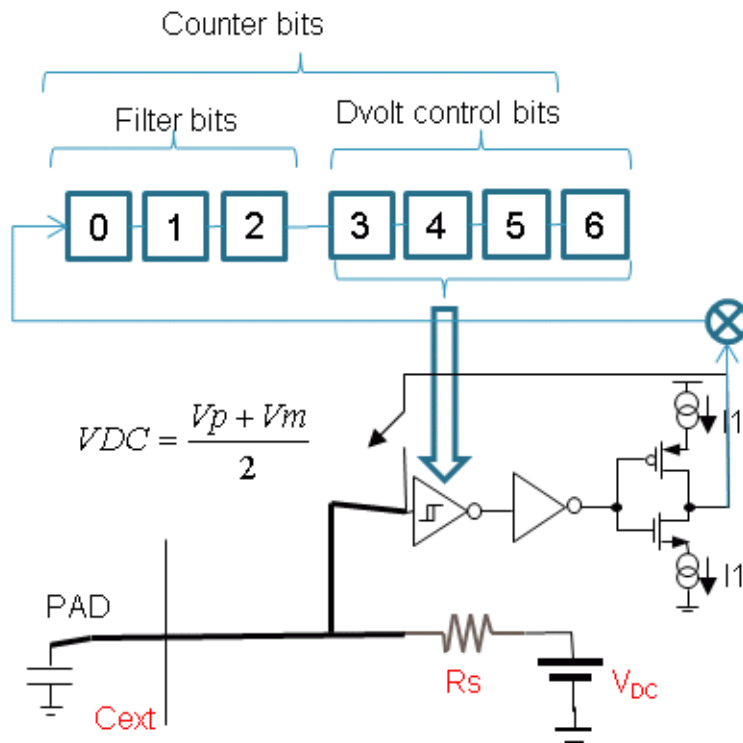 Counter bits
Filter bits
Dvolt control bits
0 1 2 3 4 5 6
I1
VDC = (Vp + Vm) / 2
I1
PAD
Rs
VDC
Cext